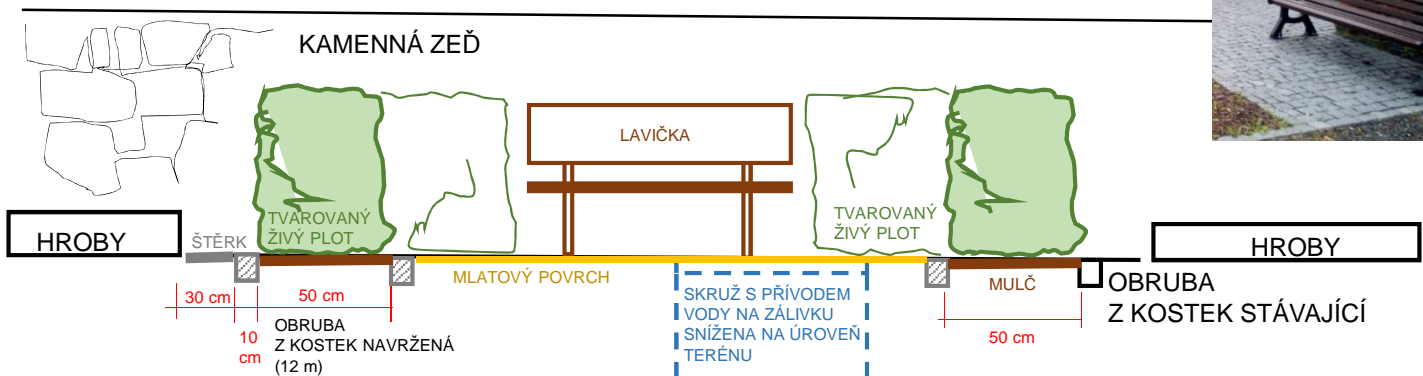 KAMENNÁ ZEĎ
LAVIČKA
TVAROVANÝ
ŽIVÝ PLOT
TVAROVANÝ
ŽIVÝ PLOT
HROBY
ŠTĚRK
HROBY
MLATOVÝ POVRCH
MULČ
OBRUBA
Z KOSTEK STÁVAJÍCÍ
SKRUŽ S PŘÍVODEM
VODY NA ZÁLIVKU
SNÍŽENA NA ÚROVEŇ
TERÉNU
30 cm
50 cm
10
cm
OBRUBA
Z KOSTEK NAVRŽENÁ
(12 m)
50 cm